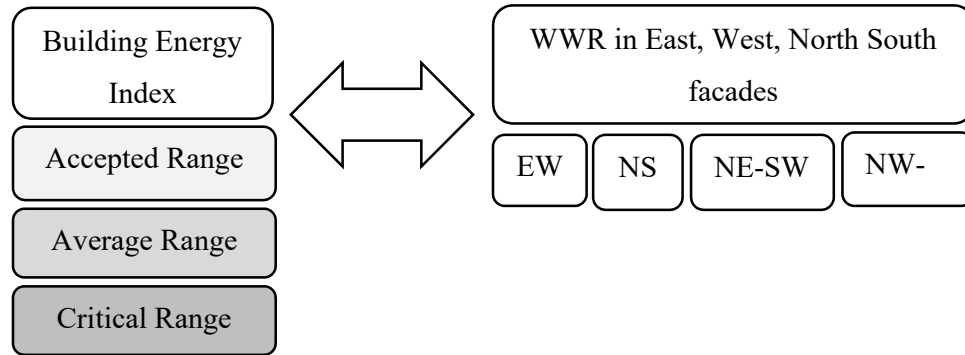 Building Energy
Index
Accepted Range
Average Range
Critical Range
WWR in East, West, North South
facades
EW
NS
NE-SW
NW-